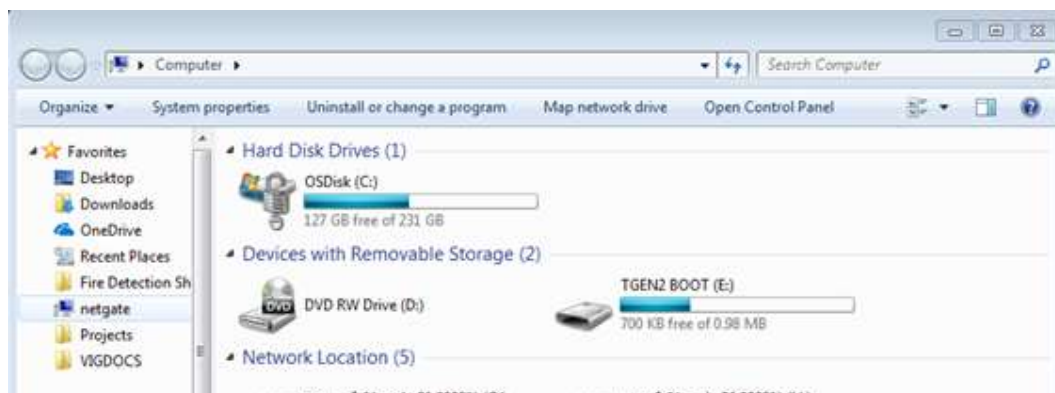 Computer
Search Computer
Organize
System properties
Uninstall or change a program
Map network drive
Open Control Panel
Favorites
Desktop
Downloads
OneDrive
Recent Places
Fire Detection Sh
netgate
Projects
VIGDOCS
Hard Disk Drives (1)
OSDisk (C:)
127 GB free of 231 GB
Devices with Removable Storage (2)
DVD
DVD RW Drive (D:)
TGEN2 BOOT (E:)
700 KB free of 0.98 MB
Network Location (5)